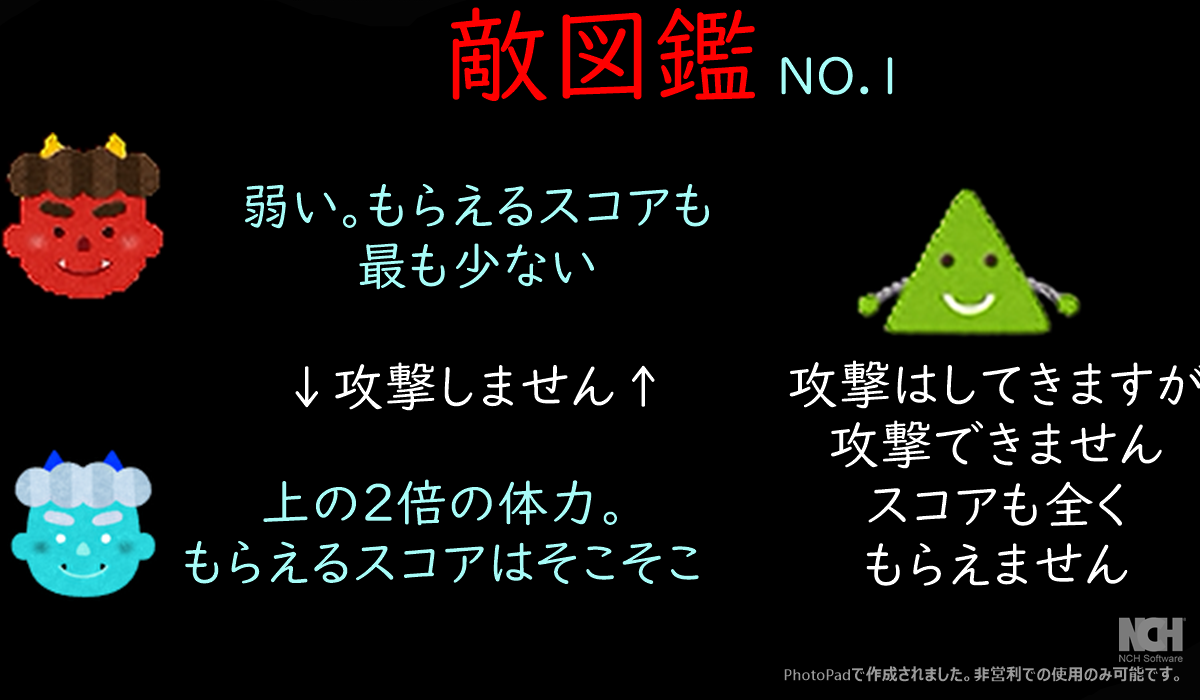 敵図鑑 NO.1
弱い。もらえるスコアも
最も少ない
↓攻撃しません↑
上の2倍の体力。
もらえるスコアはそこそこ
攻撃はしてきますが
攻撃できません
スコアも全く
もらえません
NCH
NCH Software
PhotoPadで作成されました。非営利での使用のみ可能です。